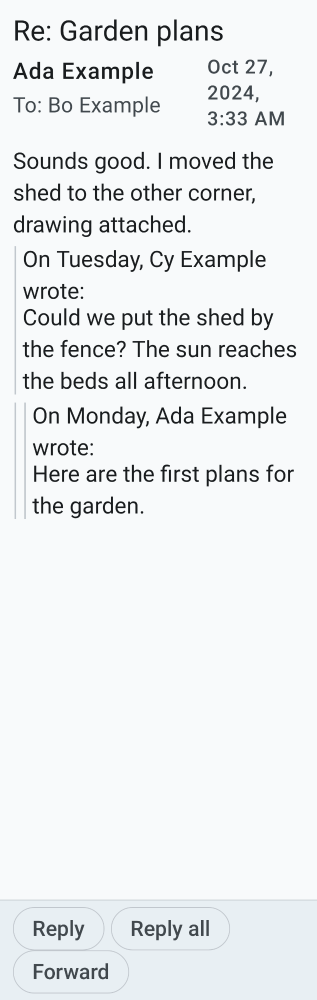 Re: Garden plans
Ada Example
Oct 27,
2024,
3:33 AM
To: Bo Example
Sounds good. I moved the
shed to the other corner,
drawing attached.
On Tuesday, Cy Example
wrote:
Could we put the shed by
the fence? The sun reaches
the beds all afternoon.
On Monday, Ada Example
wrote:
Here are the first plans for
the garden.
Reply
Reply all
Forward